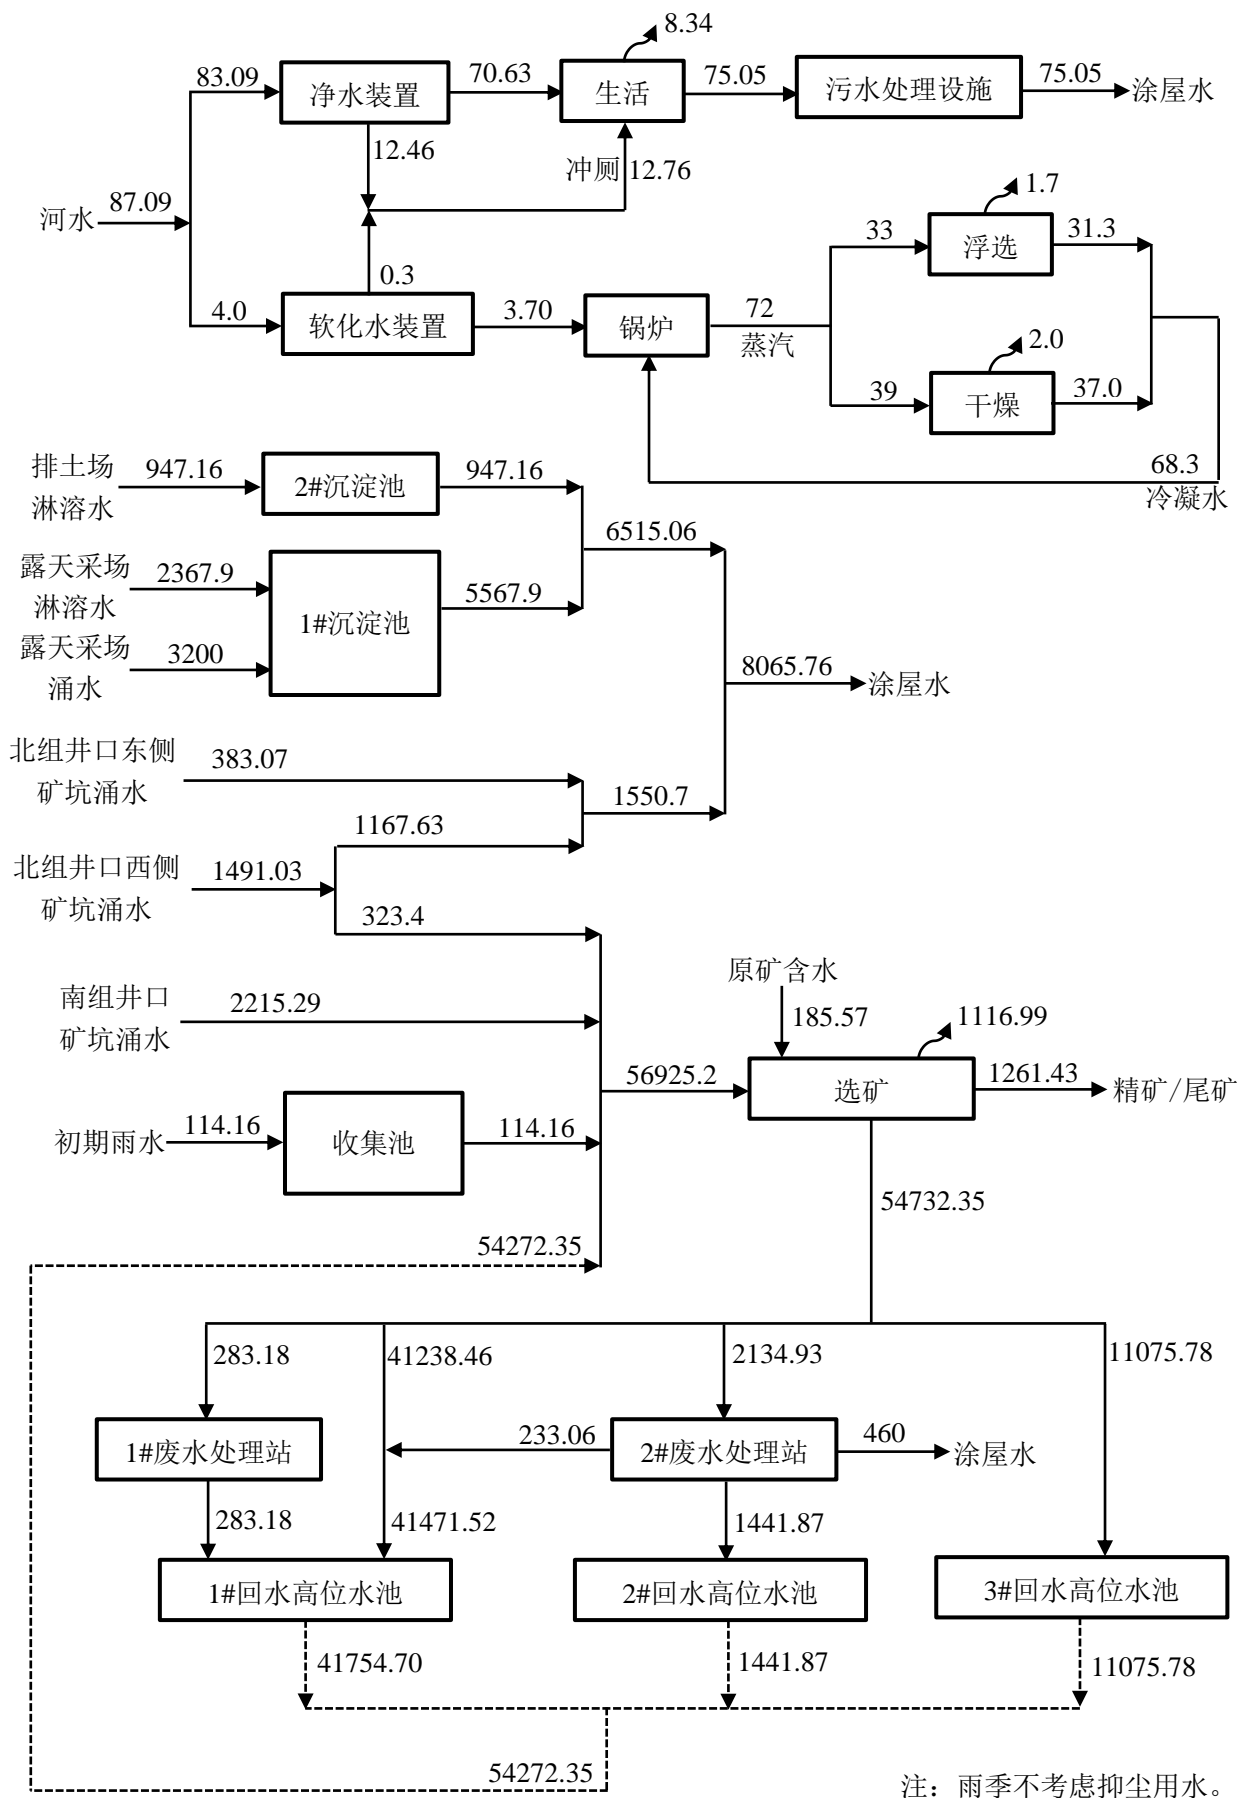 8.34
83.09
净水装置
70.63
生活
75.05
污水处理设施
75.05
涂屋水
12.46
冲厕
12.76
河水
87.09
1.7
33
浮选
31.3
0.3
4.0
软化水装置
3.70
锅炉
72
蒸汽
2.0
39
干燥
37.0
68.3
冷凝水
排土场
淋溶水
947.16
2#沉淀池
947.16
6515.06
露天采场
淋溶水
2367.9
1#沉淀池
5567.9
露天采场
涌水
3200
8065.76
涂屋水
北组井口东侧
矿坑涌水
383.07
1550.7
1167.63
北组井口西侧
矿坑涌水
1491.03
323.4
原矿含水
185.57
南组井口
矿坑涌水
2215.29
1116.99
56925.2
选矿
1261.43
精矿/尾矿
初期雨水
114.16
收集池
114.16
54732.35
54272.35
283.18
41238.46
2134.93
11075.78
1#废水处理站
233.06
2#废水处理站
460
涂屋水
283.18
41471.52
1441.87
1#回水高位水池
2#回水高位水池
3#回水高位水池
41754.70
1441.87
11075.78
54272.35
注：雨季不考虑抑尘用水。